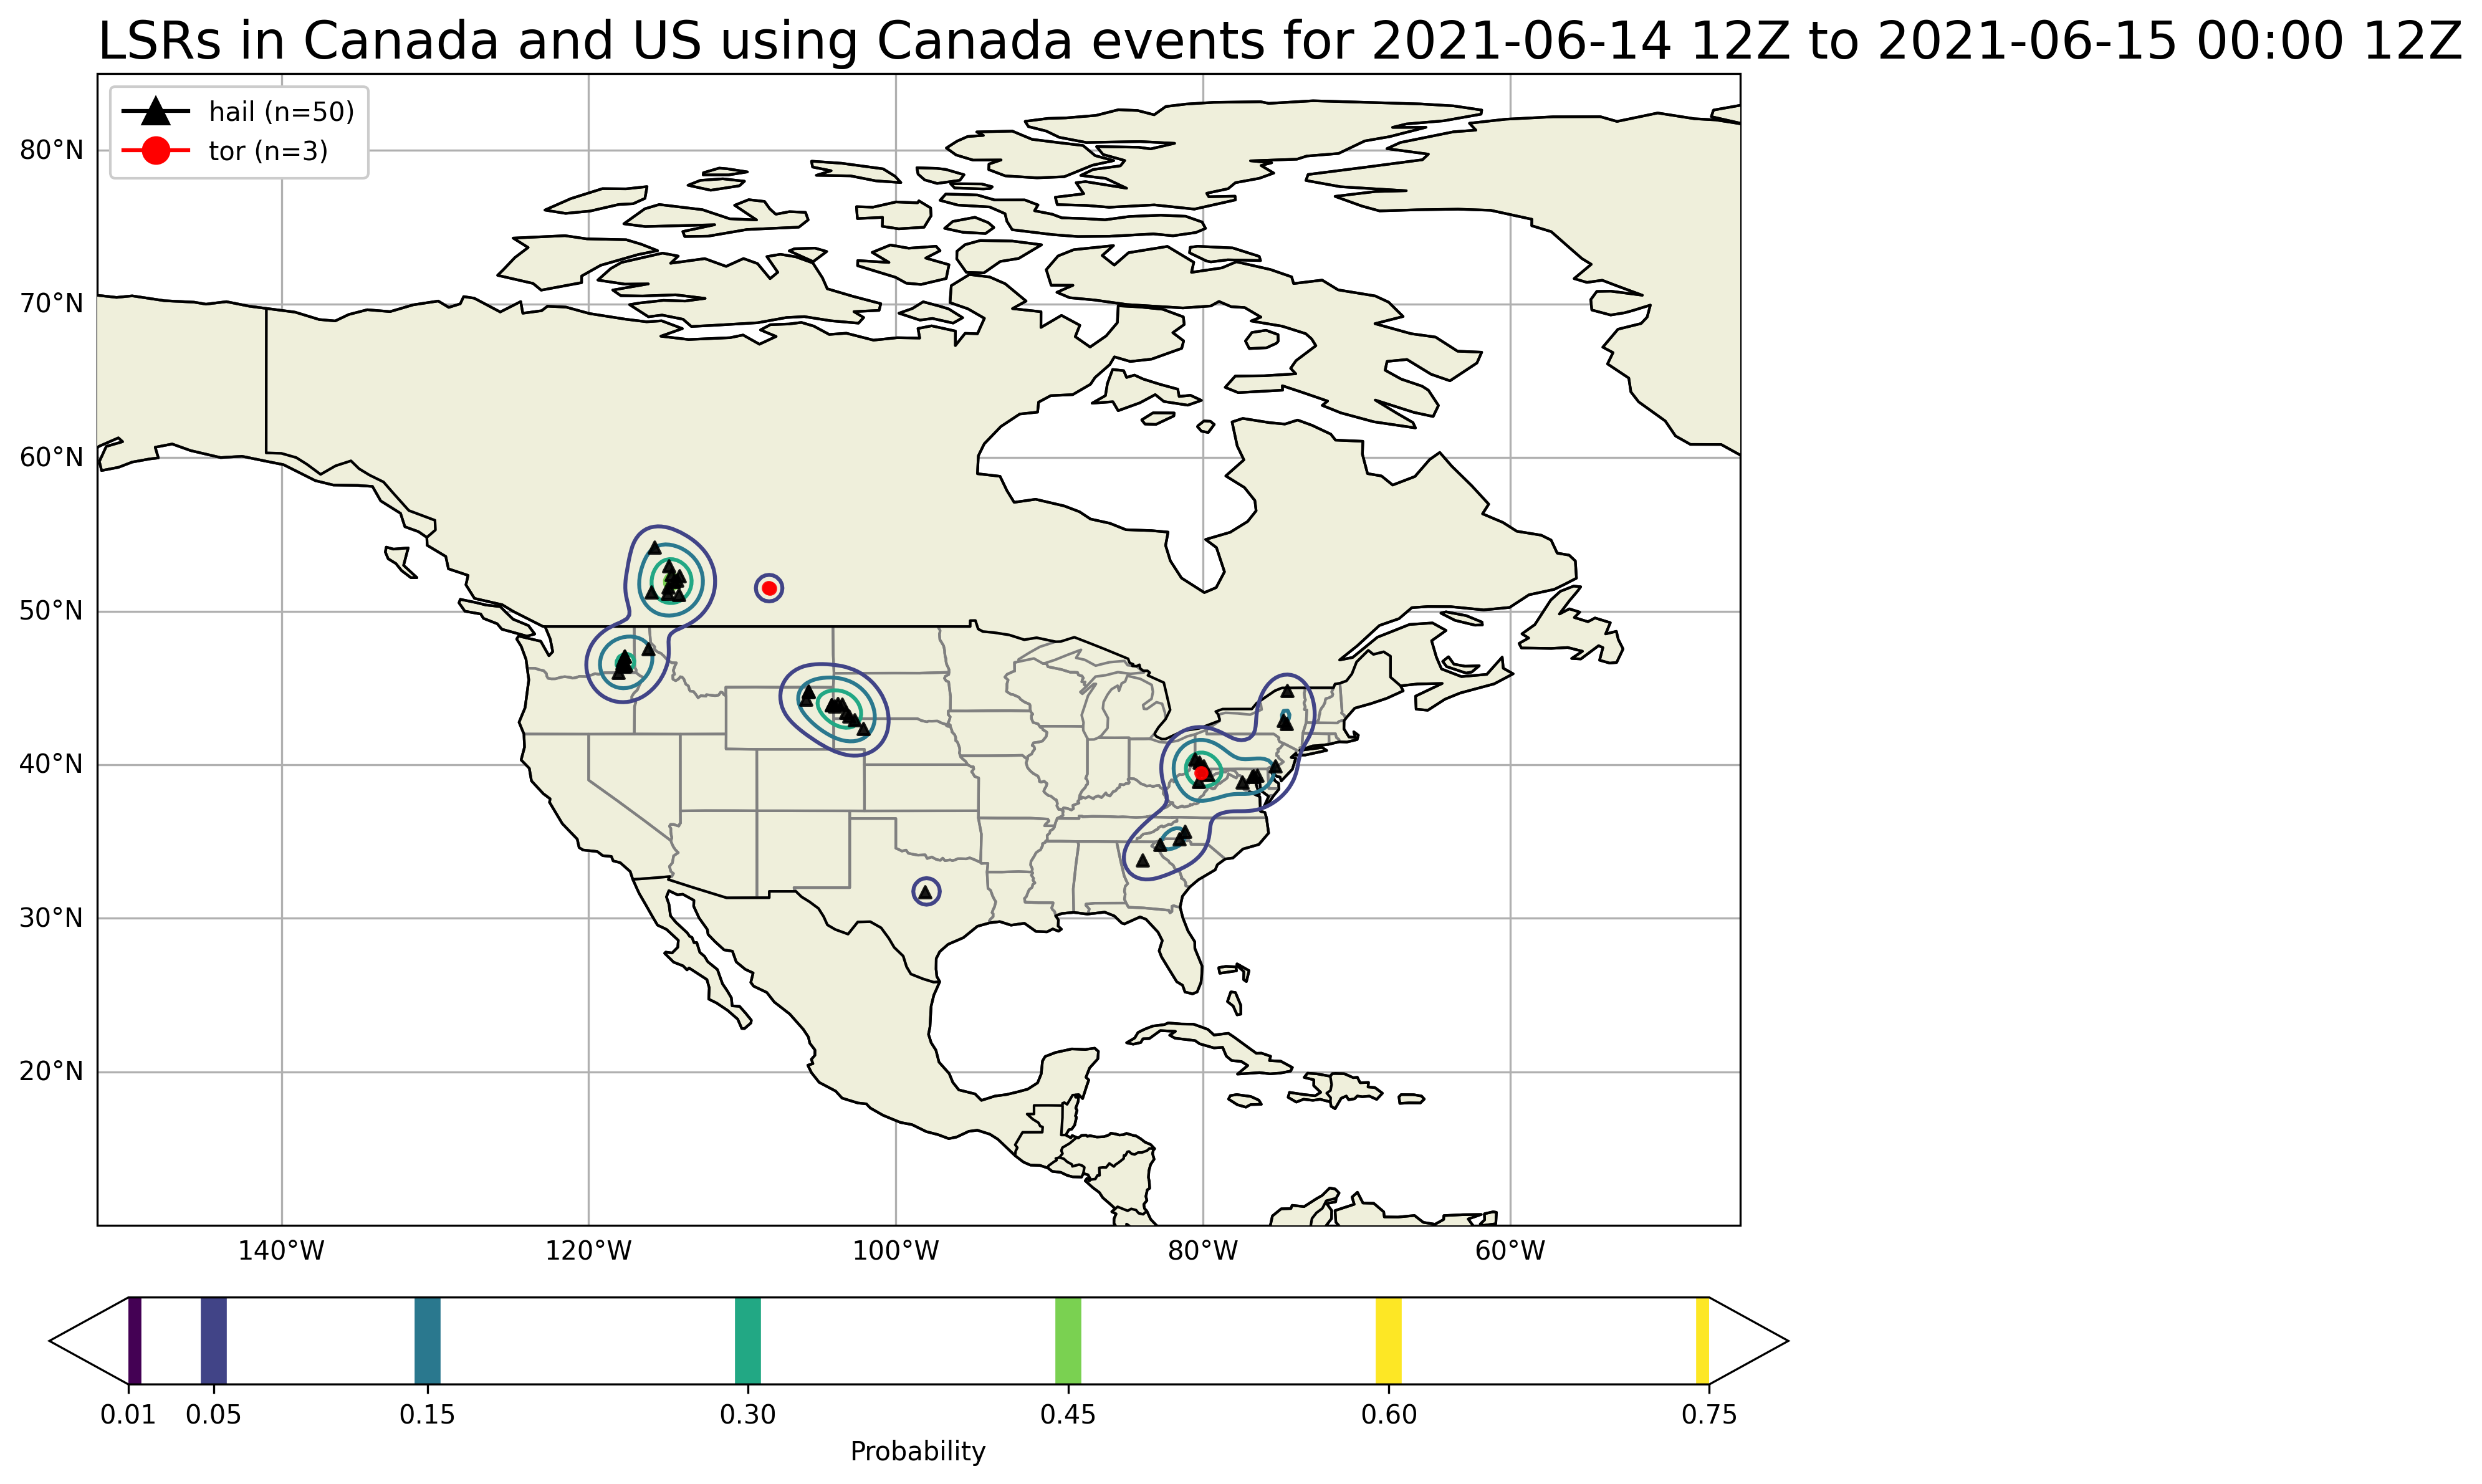 LSRs in Canada and US using Canada events for 2021-06-14 12Z to 2021-06-15 00:00 12Z
hail (n=50)
tor (n=3)
80°N
70°N
60°N
50°N
40°N
30°N
20°N
140°W 120°W 100°W 80°W 60°W
0.01 0.05 0.15 0.30 0.45 0.60 0.75
Probability